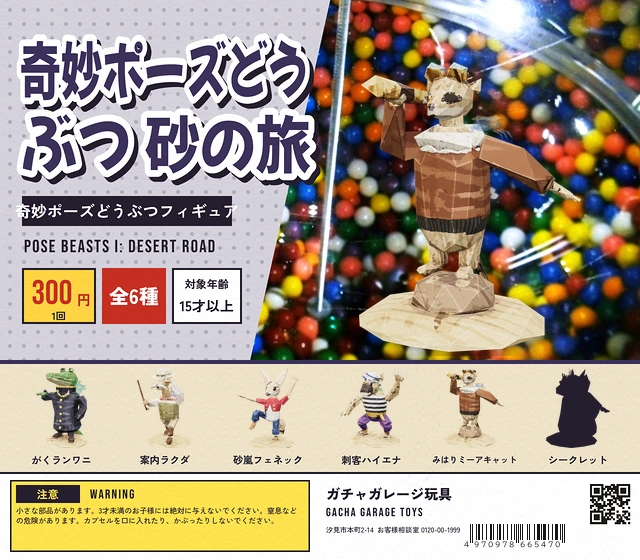 奇妙ポーズどう
ぶつ 砂の旅
奇妙ポーズどうぶつフィギュア
POSE BEASTS I: DESERT ROAD
300円
1回
全6種
対象年齢
15才以上
がくランワニ
案内ラクダ
砂嵐フェネック
刺客ハイエナ
みはりミーアキャット
シークレット
注意 WARNING
小さな部品があります。3才未満のお子様には絶対に与えないでください。窒息など
の危険があります。カプセルを口に入れたり、かぶったりしないでください。
ガチャガレージ玩具
GACHA GARAGE TOYS
汐見市本町2-14 お客様相談室 0120-00-1999
4 970978 665470